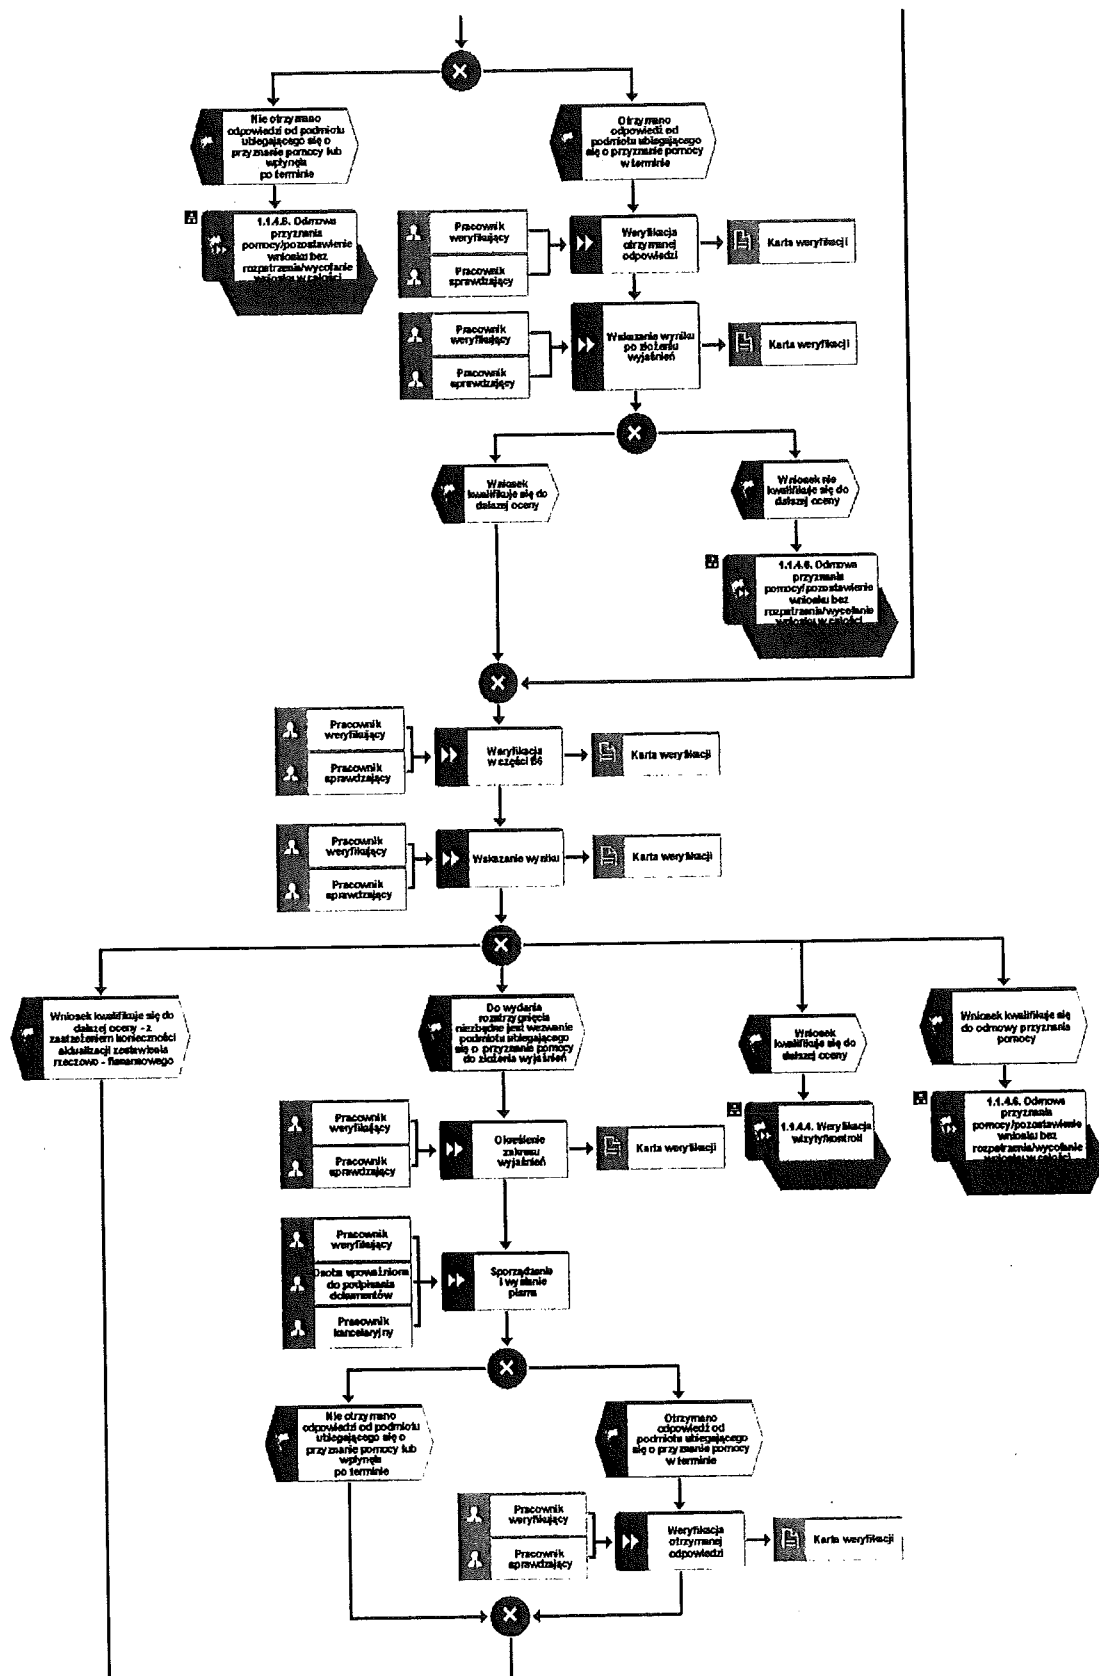 Nie otrzymano
odpowiedzi od podmiotu
ubiegającego się o
przyznanie pomocy lub
wpłynęła
po terminie
Otrzymano
odpowiedź od
podmiotu ubiegającego
się o przyznanie pomocy
w terminie
1.1.4.6. Odmowa
przyznania
pomocy/pozostawienie
wniosku bez
rozpatrzenia/wycofanie
wniosku w całości
Pracownik
weryfikujący
Pracownik
sprawdzający
Weryfikacja
otrzymanej
odpowiedzi
Karta weryfikacji
Pracownik
weryfikujący
Pracownik
sprawdzający
Wskazanie wyniku
po złożeniu
wyjaśnień
Karta weryfikacji
Wniosek
kwalifikuje się do
dalszej oceny
Wniosek nie
kwalifikuje się do
dalszej oceny
1.1.4.6. Odmowa
przyznania
pomocy/pozostawienie
wniosku bez
rozpatrzenia/wycofanie
wniosku w całości
Pracownik
weryfikujący
Pracownik
sprawdzający
Weryfikacja
w części B6
Karta weryfikacji
Pracownik
weryfikujący
Pracownik
sprawdzający
Wskazanie wyniku
Karta weryfikacji
Wniosek kwalifikuje się do
dalszej oceny - z
zastrzeżeniem konieczności
aktualizacji zestawienia
rzeczowo - finansowego
Do wydania
rozstrzygnięcia
niezbędne jest wezwanie
podmiotu ubiegającego
się o przyznanie pomocy
do złożenia wyjaśnień
Wniosek
kwalifikuje się do
dalszej oceny
Wniosek kwalifikuje się
do odmowy przyznania
pomocy
Pracownik
weryfikujący
Pracownik
sprawdzający
Określenie
zakresu
wyjaśnień
Karta weryfikacji
1.1.4.4. Weryfikacja
wizyty/kontroli
1.1.4.6. Odmowa
przyznania
pomocy/pozostawienie
wniosku bez
rozpatrzenia/wycofanie
wniosku w całości
Pracownik
weryfikujący
Osoba upoważniona
do podpisania
dokumentów
Pracownik
kancelaryjny
Sporządzenie
i wysłanie
pisma
Nie otrzymano
odpowiedzi od podmiotu
ubiegającego się o
przyznanie pomocy lub
wpłynęła
po terminie
Otrzymano
odpowiedź od
podmiotu ubiegającego
się o przyznanie pomocy
w terminie
Pracownik
weryfikujący
Pracownik
sprawdzający
Weryfikacja
otrzymanej
odpowiedzi
Karta weryfikacji